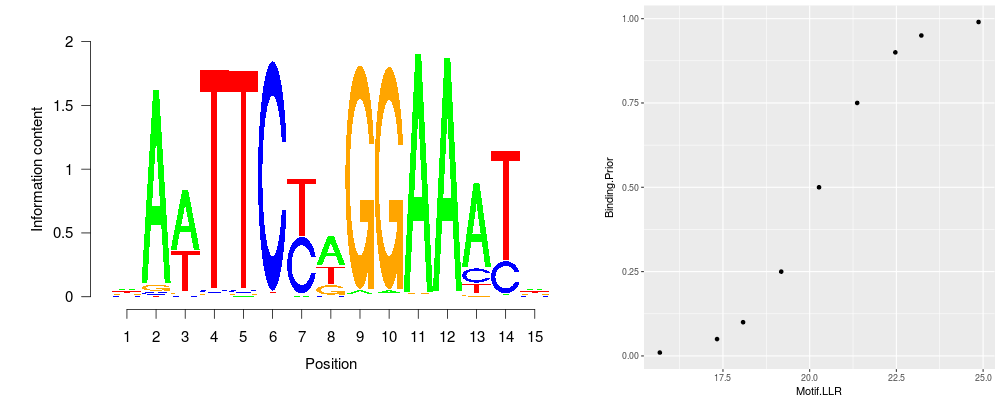 2
1.5
1
0.5
0
Information content
1 2 3 4 5 6 7 8 9 10 11 12 13 14 15
Position
A G
A T
T
T
C
T C
A T G
G
G
A
A
A C T
T C
1.00
0.75
0.50
0.25
0.00
Binding.Prior
17.5 20.0 22.5 25.0
Motif.LLR